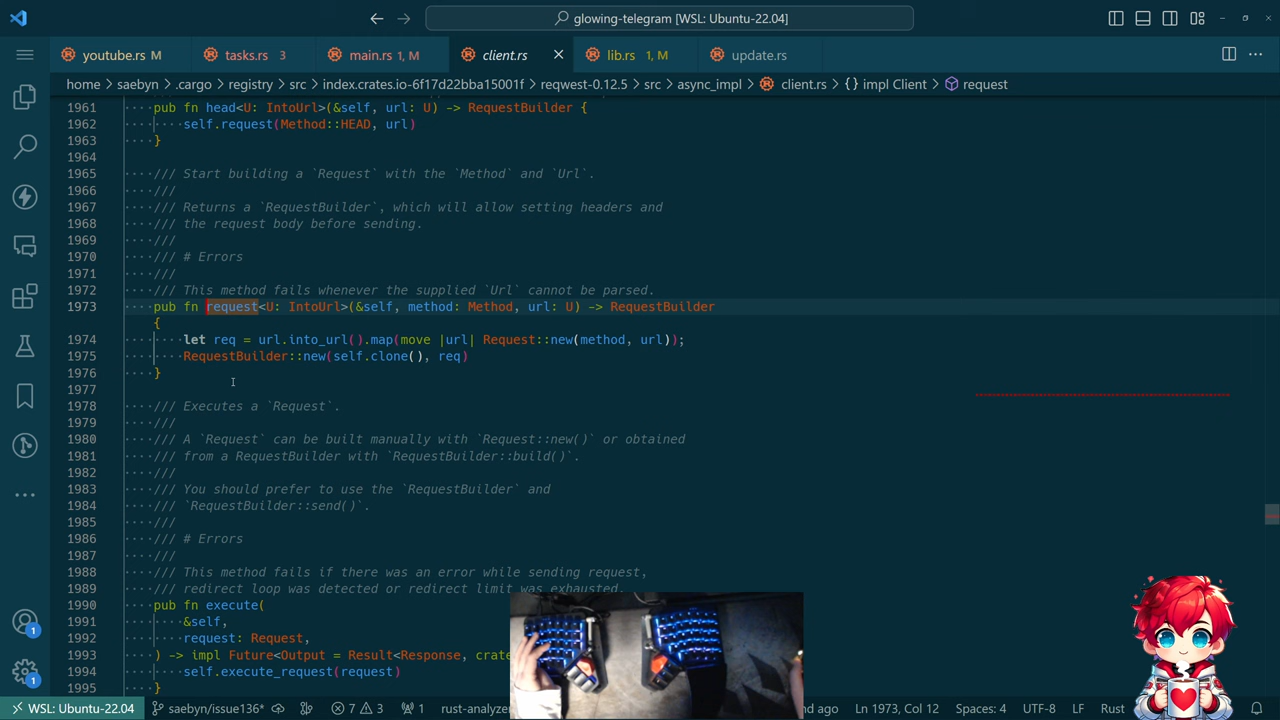 glowing-telegram [WSL: Ubuntu-22.04]
youtube.rs M
tasks.rs 3
main.rs 1, M
client.rs
lib.rs 1, M
update.rs
home > saebyn > .cargo > registry > src > index.crates.io-6f17d22bba15001f > reqwest-0.12.5 > src > async_impl > client.rs > {} impl Client > request
1961 pub fn head<U: IntoUrl>(&self, url: U) -> RequestBuilder {
1962 self.request(Method::HEAD, url)
1963 }
1964
1965 /// Start building a `Request` with the `Method` and `Url`.
1966 ///
1967 /// Returns a `RequestBuilder`, which will allow setting headers and
1968 /// the request body before sending.
1969 ///
1970 /// # Errors
1971 ///
1972 /// This method fails whenever the supplied `Url` cannot be parsed.
1973 pub fn request<U: IntoUrl>(&self, method: Method, url: U) -> RequestBuilder
{
1974 let req = url.into_url().map(move |url| Request::new(method, url));
1975 RequestBuilder::new(self.clone(), req)
1976 }
1977
1978 /// Executes a `Request`.
1979 ///
1980 /// A `Request` can be built manually with `Request::new()` or obtained
1981 /// from a RequestBuilder with `RequestBuilder::build()`.
1982 ///
1983 /// You should prefer to use the `RequestBuilder` and
1984 /// `RequestBuilder::send()`.
1985 ///
1986 /// # Errors
1987 ///
1988 /// This method fails if there was an error while sending request,
1989 /// redirect loop was detected or redirect limit was exhausted.
1990 pub fn execute(
1991 &self,
1992 request: Request,
1993 ) -> impl Future<Output = Result<Response, crate
1994 self.execute_request(request)
1995 }
1
1
WSL: Ubuntu-22.04 saebyn/issue136* 7 3 1 rust-analyzer ago Ln 1973, Col 12 Spaces: 4 UTF-8 LF Rust